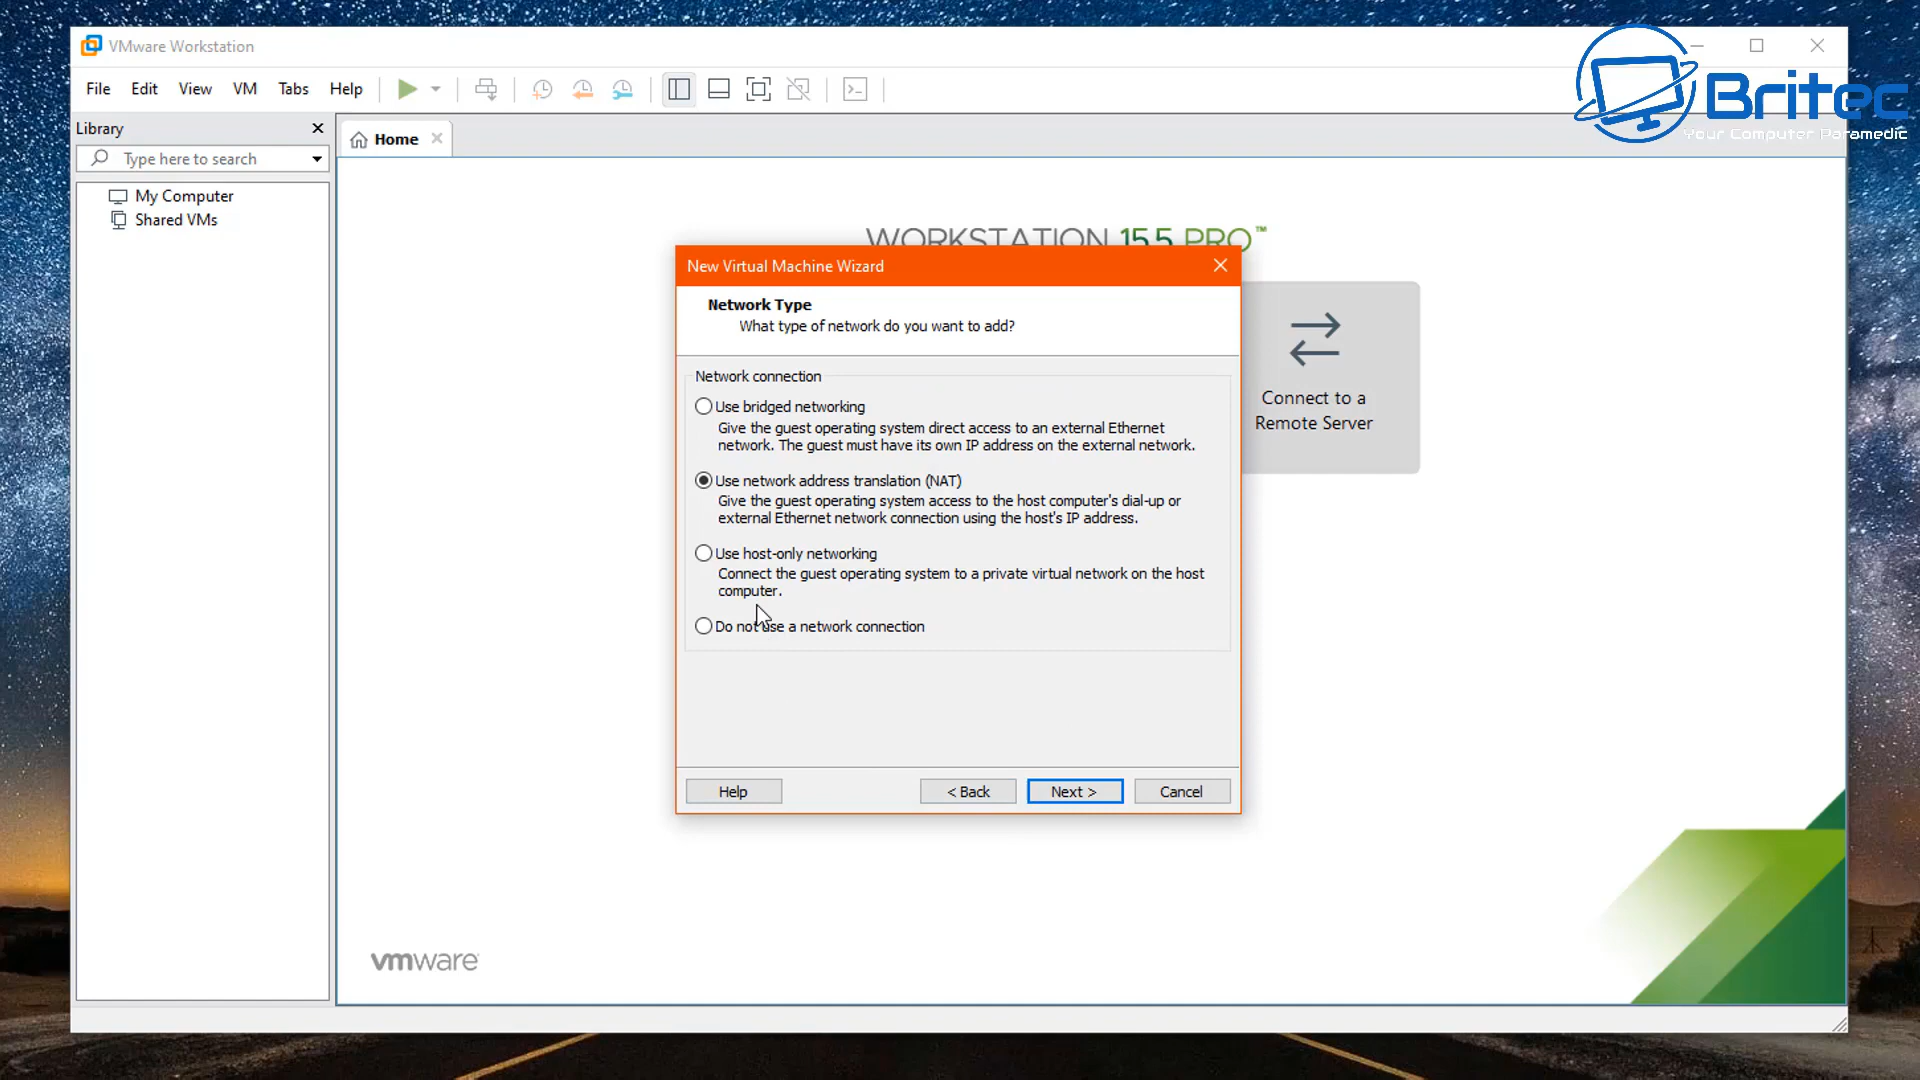 VMware Workstation
File Edit View VM Tabs Help
Britec
Your Computer Paramedic
Library
Home
Type here to search
My Computer
Shared VMs
WORKSTATION 15.5 PRO™
New Virtual Machine Wizard
Network Type
What type of network do you want to add?
Network connection
Use bridged networking
Give the guest operating system direct access to an external Ethernet
network. The guest must have its own IP address on the external network.
Use network address translation (NAT)
Give the guest operating system access to the host computer's dial-up or
external Ethernet network connection using the host's IP address.
Use host-only networking
Connect the guest operating system to a private virtual network on the host
computer.
Do not use a network connection
Connect to a
Remote Server
Help < Back Next > Cancel
vmware